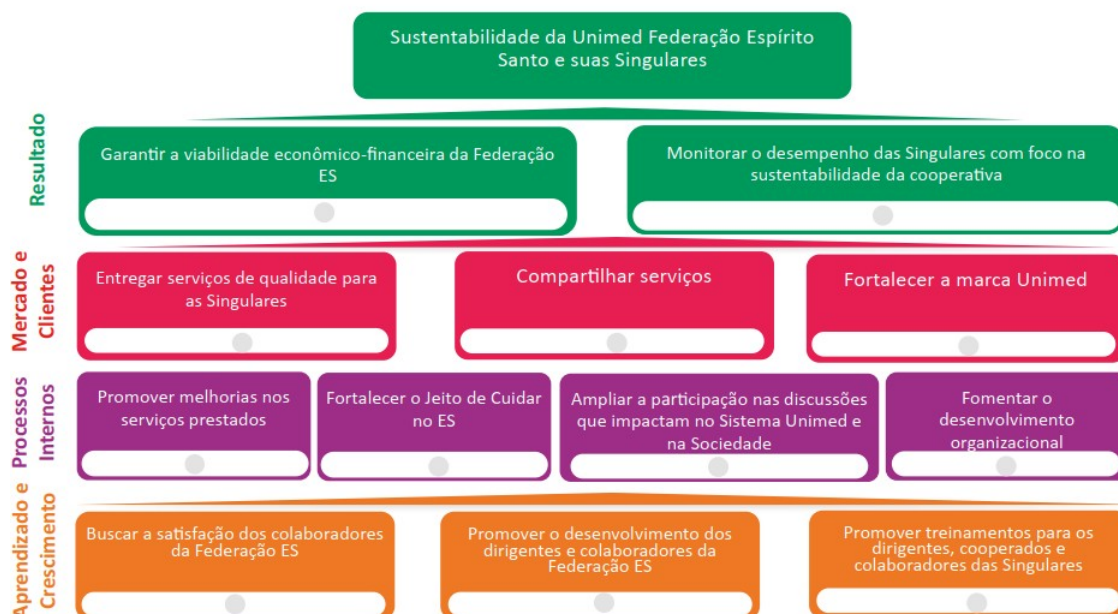 Sustentabilidade da Unimed Federação Espírito
Santo e suas Singulares
Resultado
Garantir a viabilidade econômico-financeira da Federação
ES
Monitorar o desempenho das Singulares com foco na
sustentabilidade da cooperativa
Mercado e
Clientes
Entregar serviços de qualidade para
as Singulares
Compartilhar serviços
Fortalecer a marca Unimed
Processos
Internos
Promover melhorias nos
serviços prestados
Fortalecer o Jeito de Cuidar
no ES
Ampliar a participação nas discussões
que impactam no Sistema Unimed e
na Sociedade
Fomentar o
desenvolvimento
organizacional
Aprendizado e
Crescimento
Buscar a satisfação dos colaboradores
da Federação ES
Promover o desenvolvimento dos
dirigentes e colaboradores da
Federação ES
Promover treinamentos para os
dirigentes, cooperados e
colaboradores das Singulares